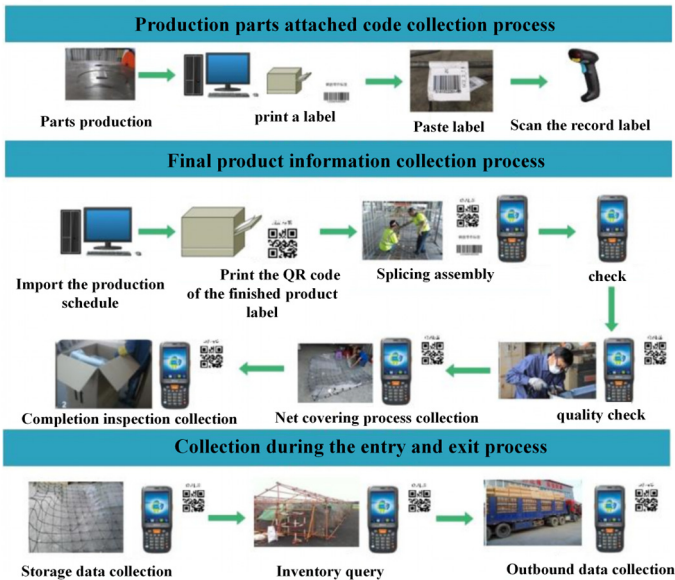 Production parts attached code collection process
Parts production
print a label
Paste label
Scan the record label
Final product information collection process
Import the production
schedule
Print the QR code
of the finished product
label
Splicing assembly
check
Completion inspection collection
Net covering process collection
quality check
Collection during the entry and exit process
Storage data collection
Inventory query
Outbound data collection